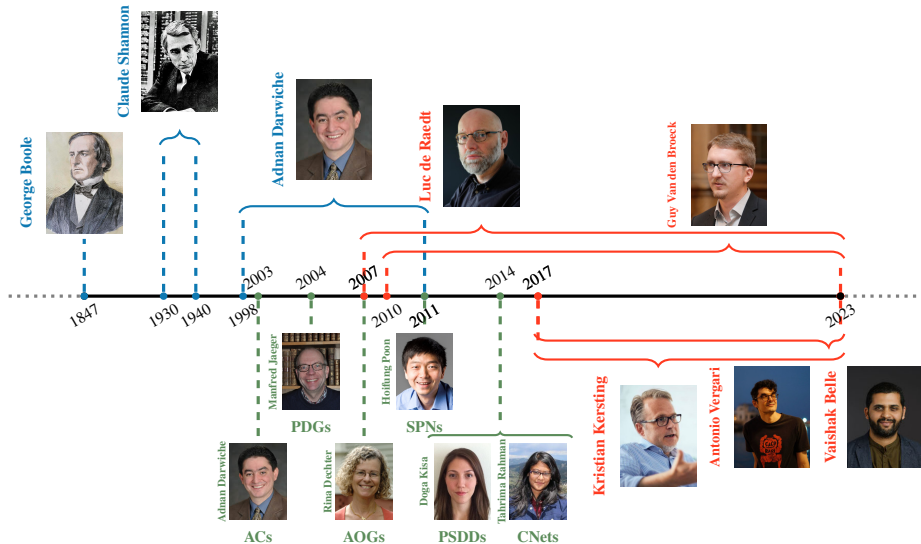 Claude Shannon
George Boole
Adnan Darwiche
Luc de Raedt
Guy Van den Broeck
2003
2004
2007
2014
2017
1847
1930
1940
1998
2010
2011
2023
Manfred Jaeger
PDGs
Hoifung Poon
SPNs
Adnan Darwiche
ACs
Rina Dechter
AOGs
Doga Kisa
PSDDs
Tahrima Rahman
CNets
Kristian Kersting
Antonio Vergari
Vaishak Belle